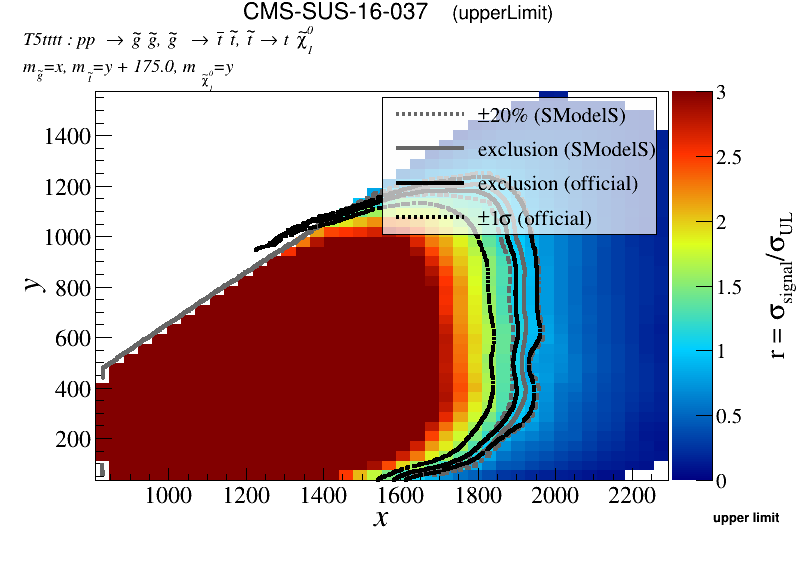 CMS-SUS-16-037 (upperLimit)
T5tttt : pp → g̃ g̃, g̃ → t̄ t̃, t̃ → t χ̃⁰₁
m_g̃=x, m_t̃=y + 175.0, m_χ̃⁰₁=y
±20% (SModelS)
exclusion (SModelS)
exclusion (official)
±1σ (official)
1400
1200
1000
800
600
400
200
y
1000 1200 1400 1600 1800 2000 2200
x
3
2.5
2
1.5
1
0.5
0
r = σ_signal/σ_UL
upper limit